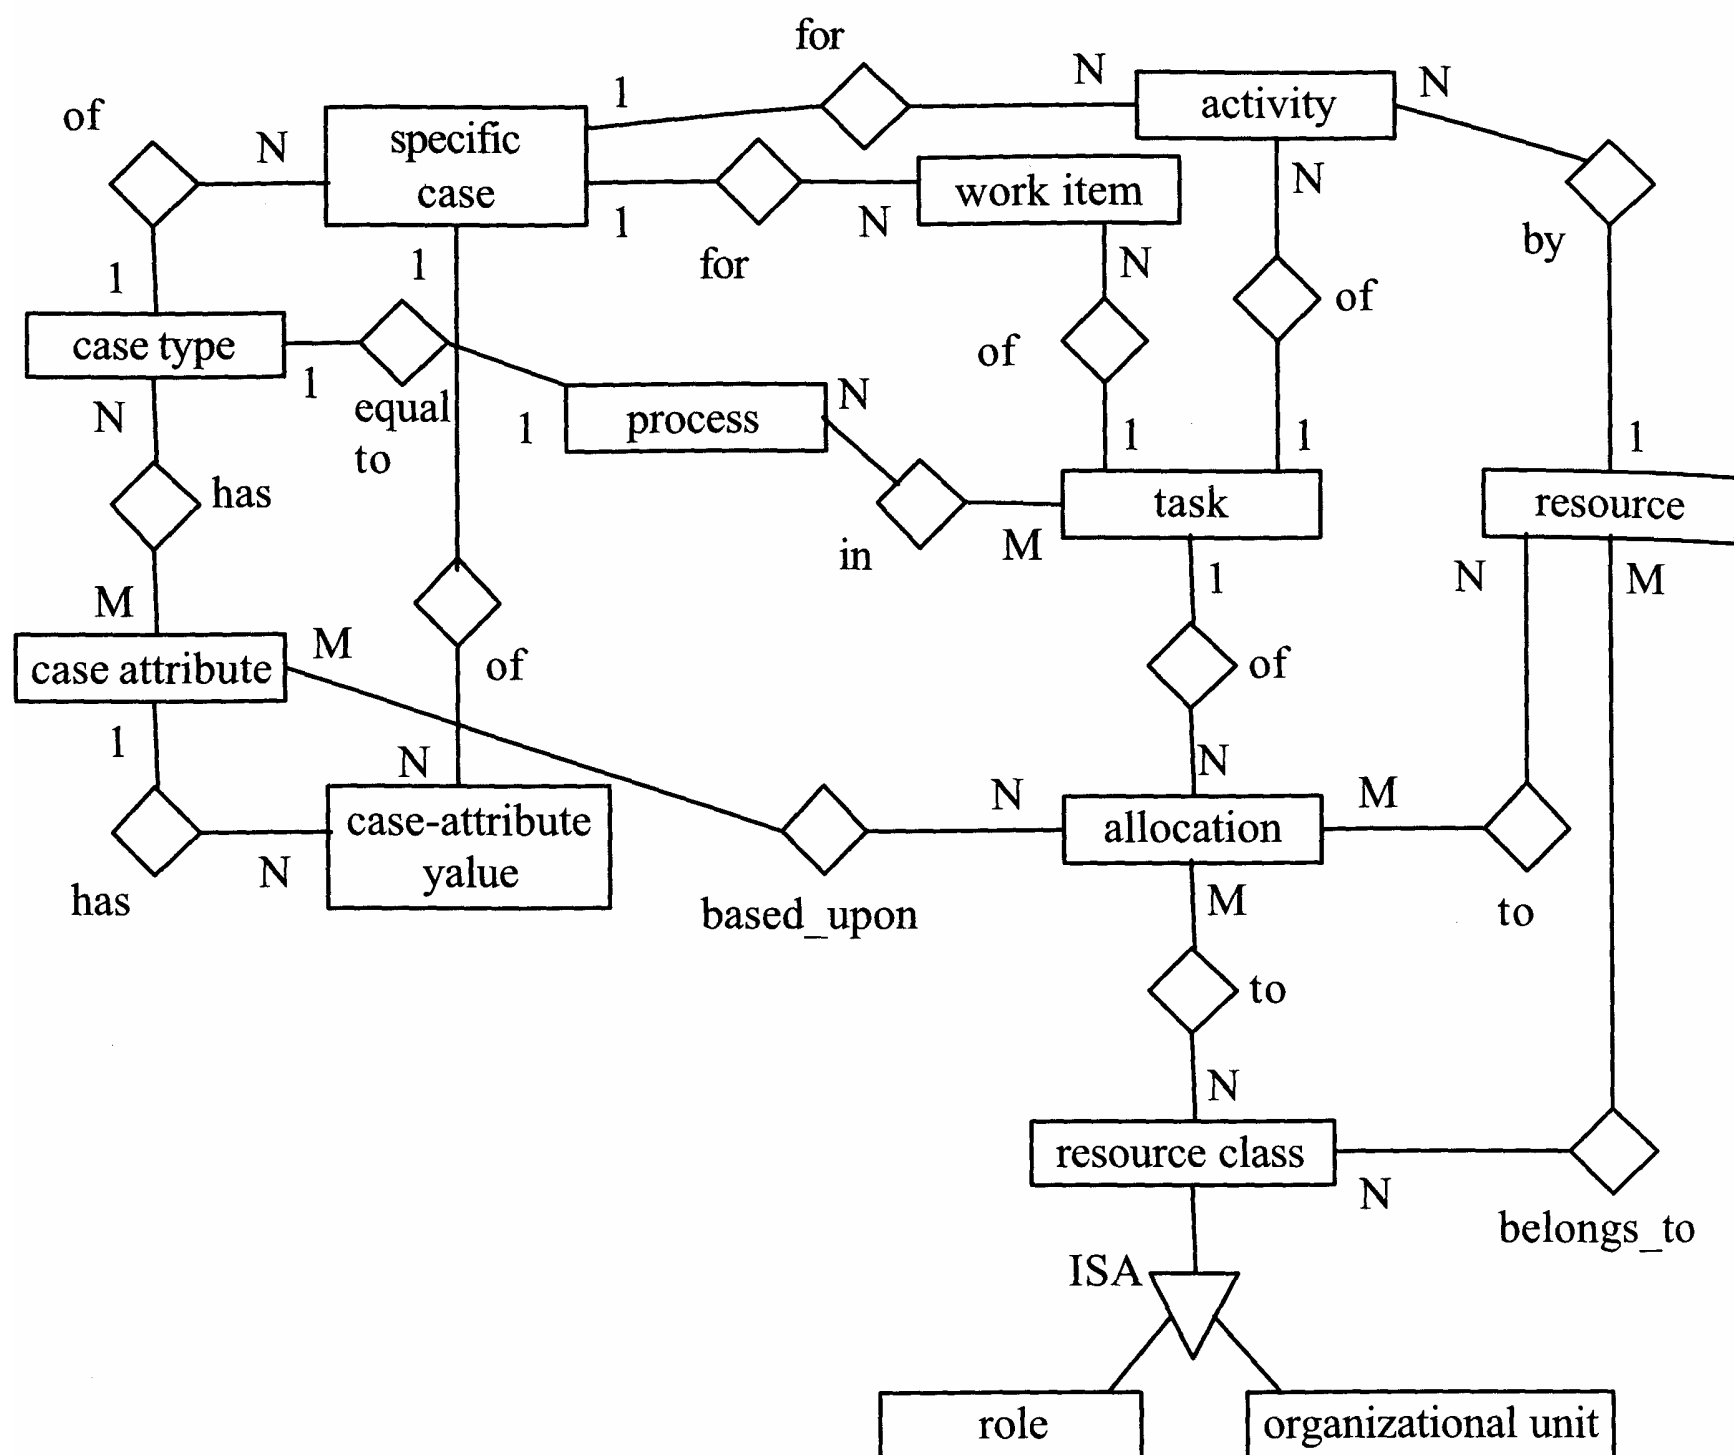 for
1
N
activity
N
of
N
specific
case
1
N
work item
N
by
1
1
for
N
of
case type
1
equal
to
1
process
N
of
1
1
1
N
has
in
M
task
resource
M
1
N
M
case attribute
M
of
of
1
N
N
N
allocation
M
case-attribute
yalue
has
N
based_upon
M
to
to
N
resource class
N
belongs_to
ISA
role
organizational unit